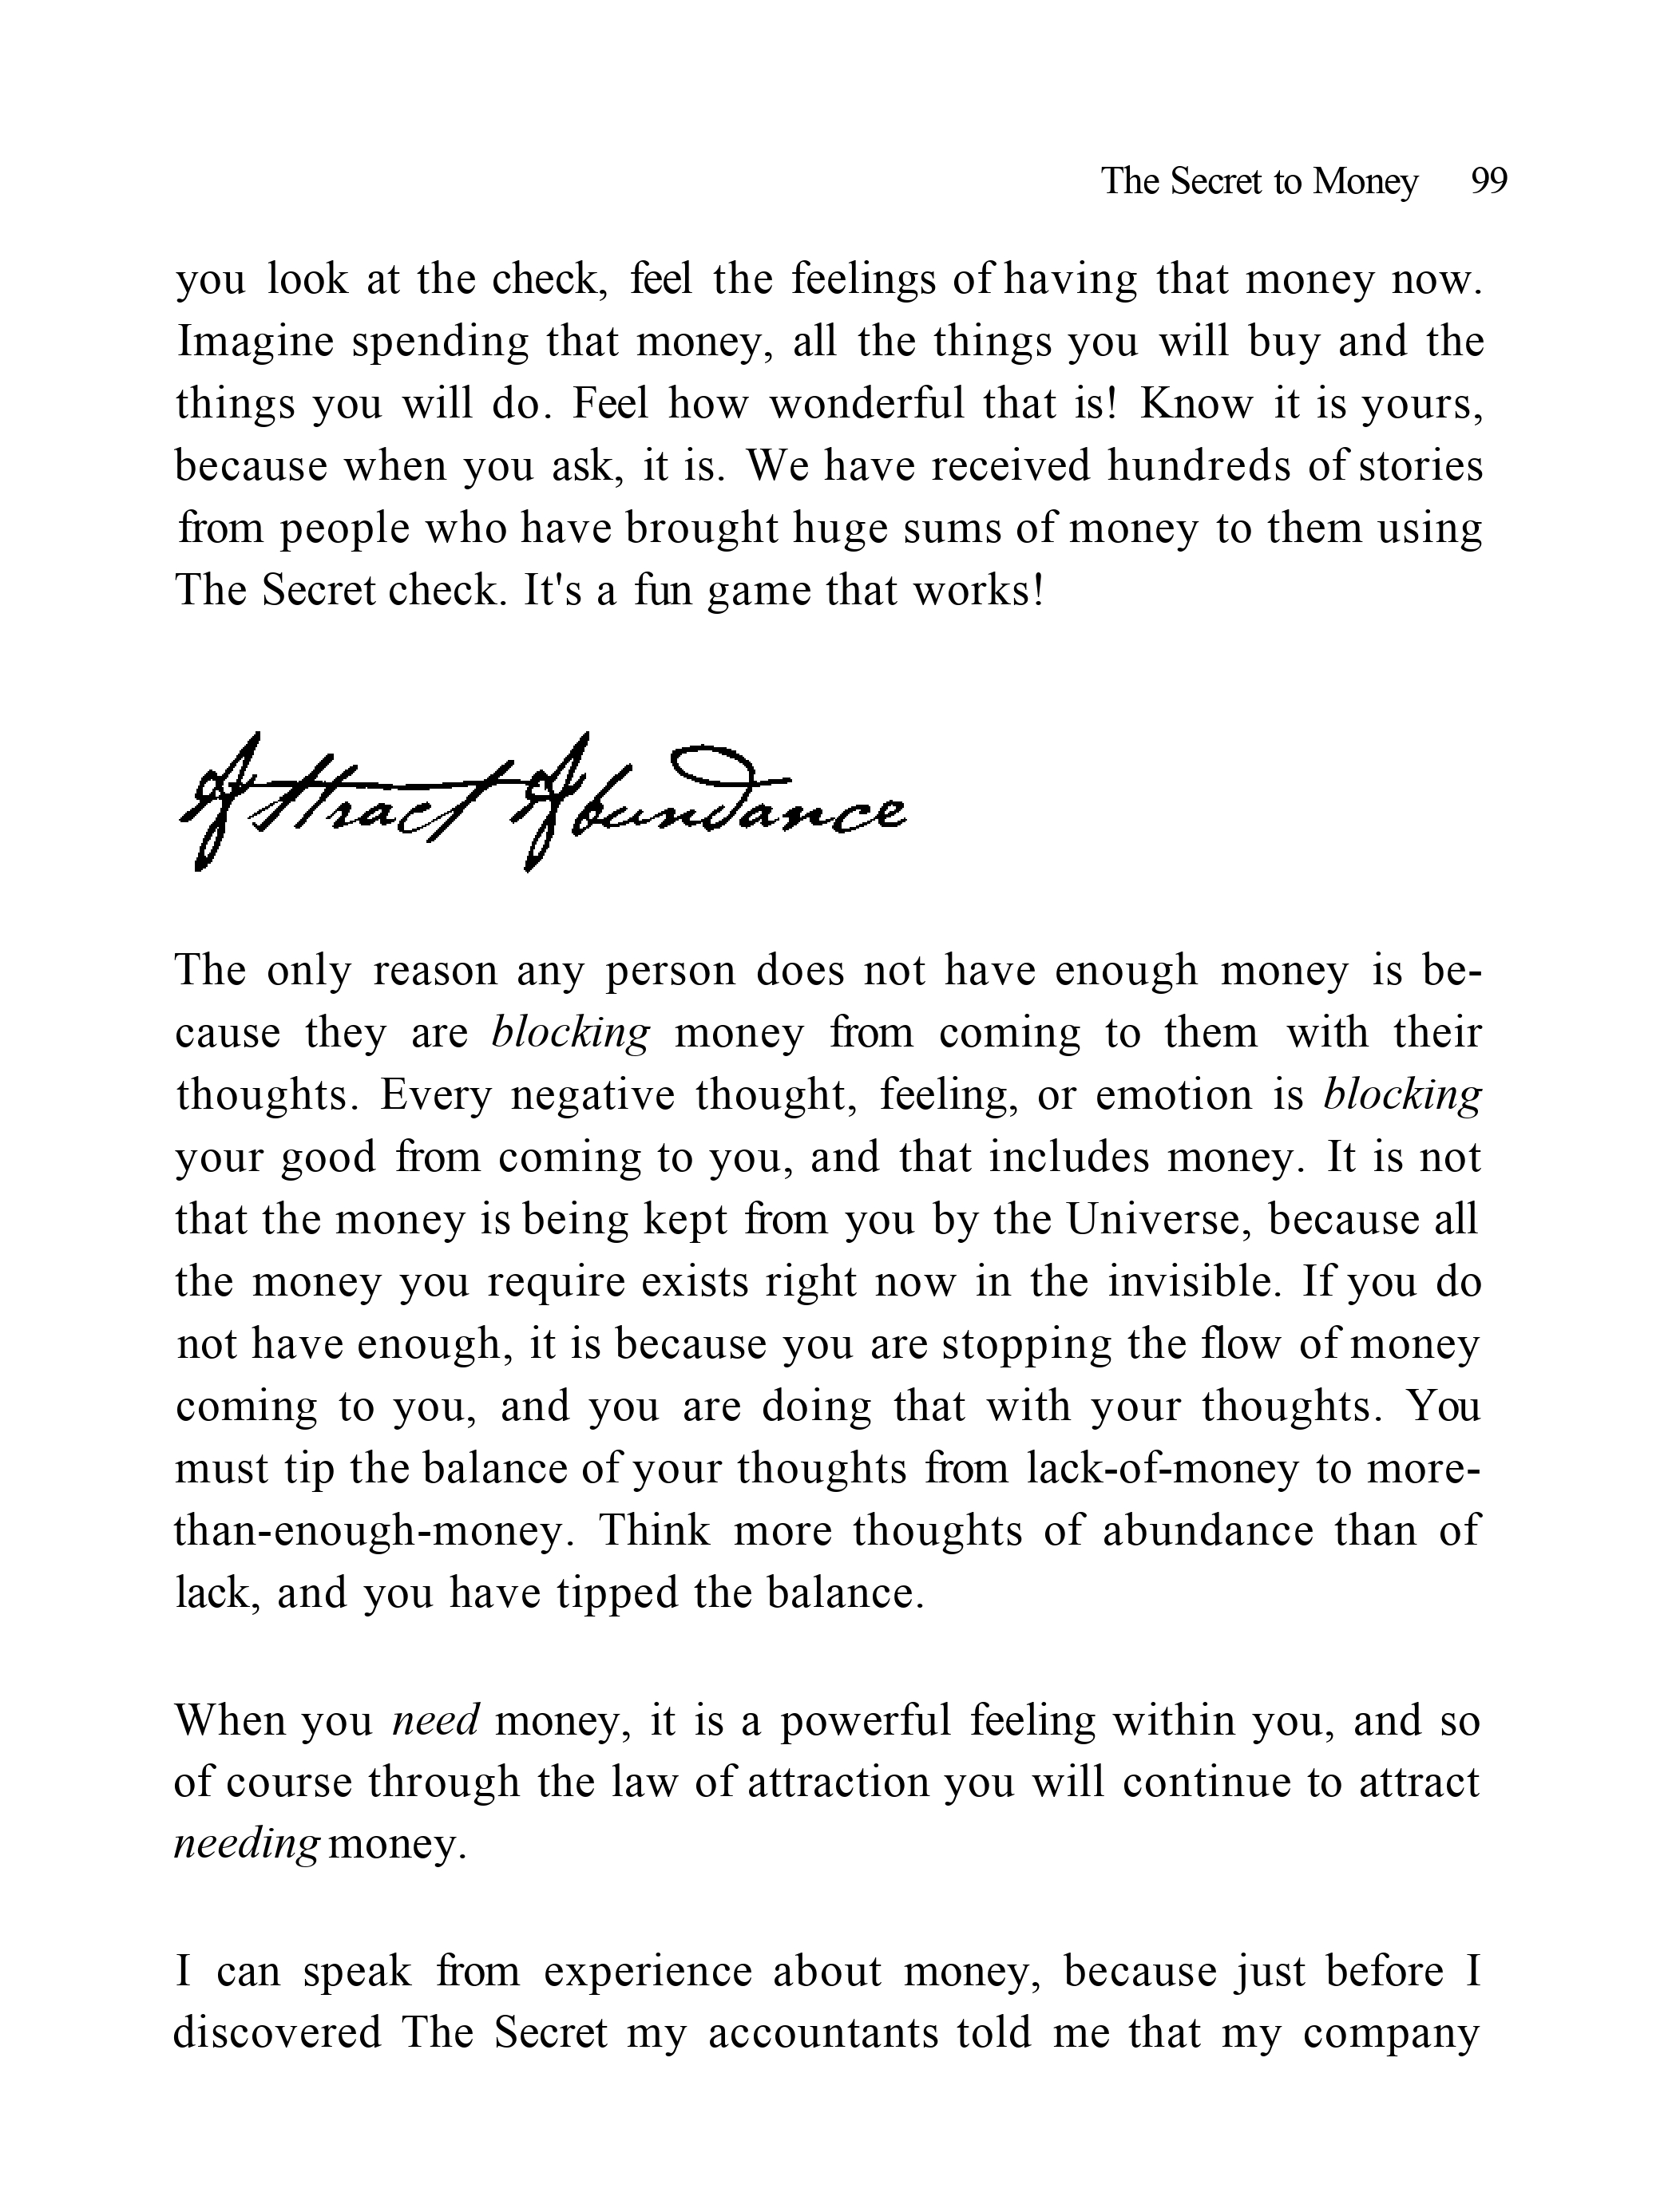 The Secret to Money 99
you look at the check, feel the feelings of having that money now.
Imagine spending that money, all the things you will buy and the
things you will do. Feel how wonderful that is! Know it is yours,
because when you ask, it is. We have received hundreds of stories
from people who have brought huge sums of money to them using
The Secret check. It's a fun game that works!
Attract Abundance
The only reason any person does not have enough money is be-
cause they are blocking money from coming to them with their
thoughts. Every negative thought, feeling, or emotion is blocking
your good from coming to you, and that includes money. It is not
that the money is being kept from you by the Universe, because all
the money you require exists right now in the invisible. If you do
not have enough, it is because you are stopping the flow of money
coming to you, and you are doing that with your thoughts. You
must tip the balance of your thoughts from lack-of-money to more-
than-enough-money. Think more thoughts of abundance than of
lack, and you have tipped the balance.
When you need money, it is a powerful feeling within you, and so
of course through the law of attraction you will continue to attract
needing money.
I can speak from experience about money, because just before I
discovered The Secret my accountants told me that my company